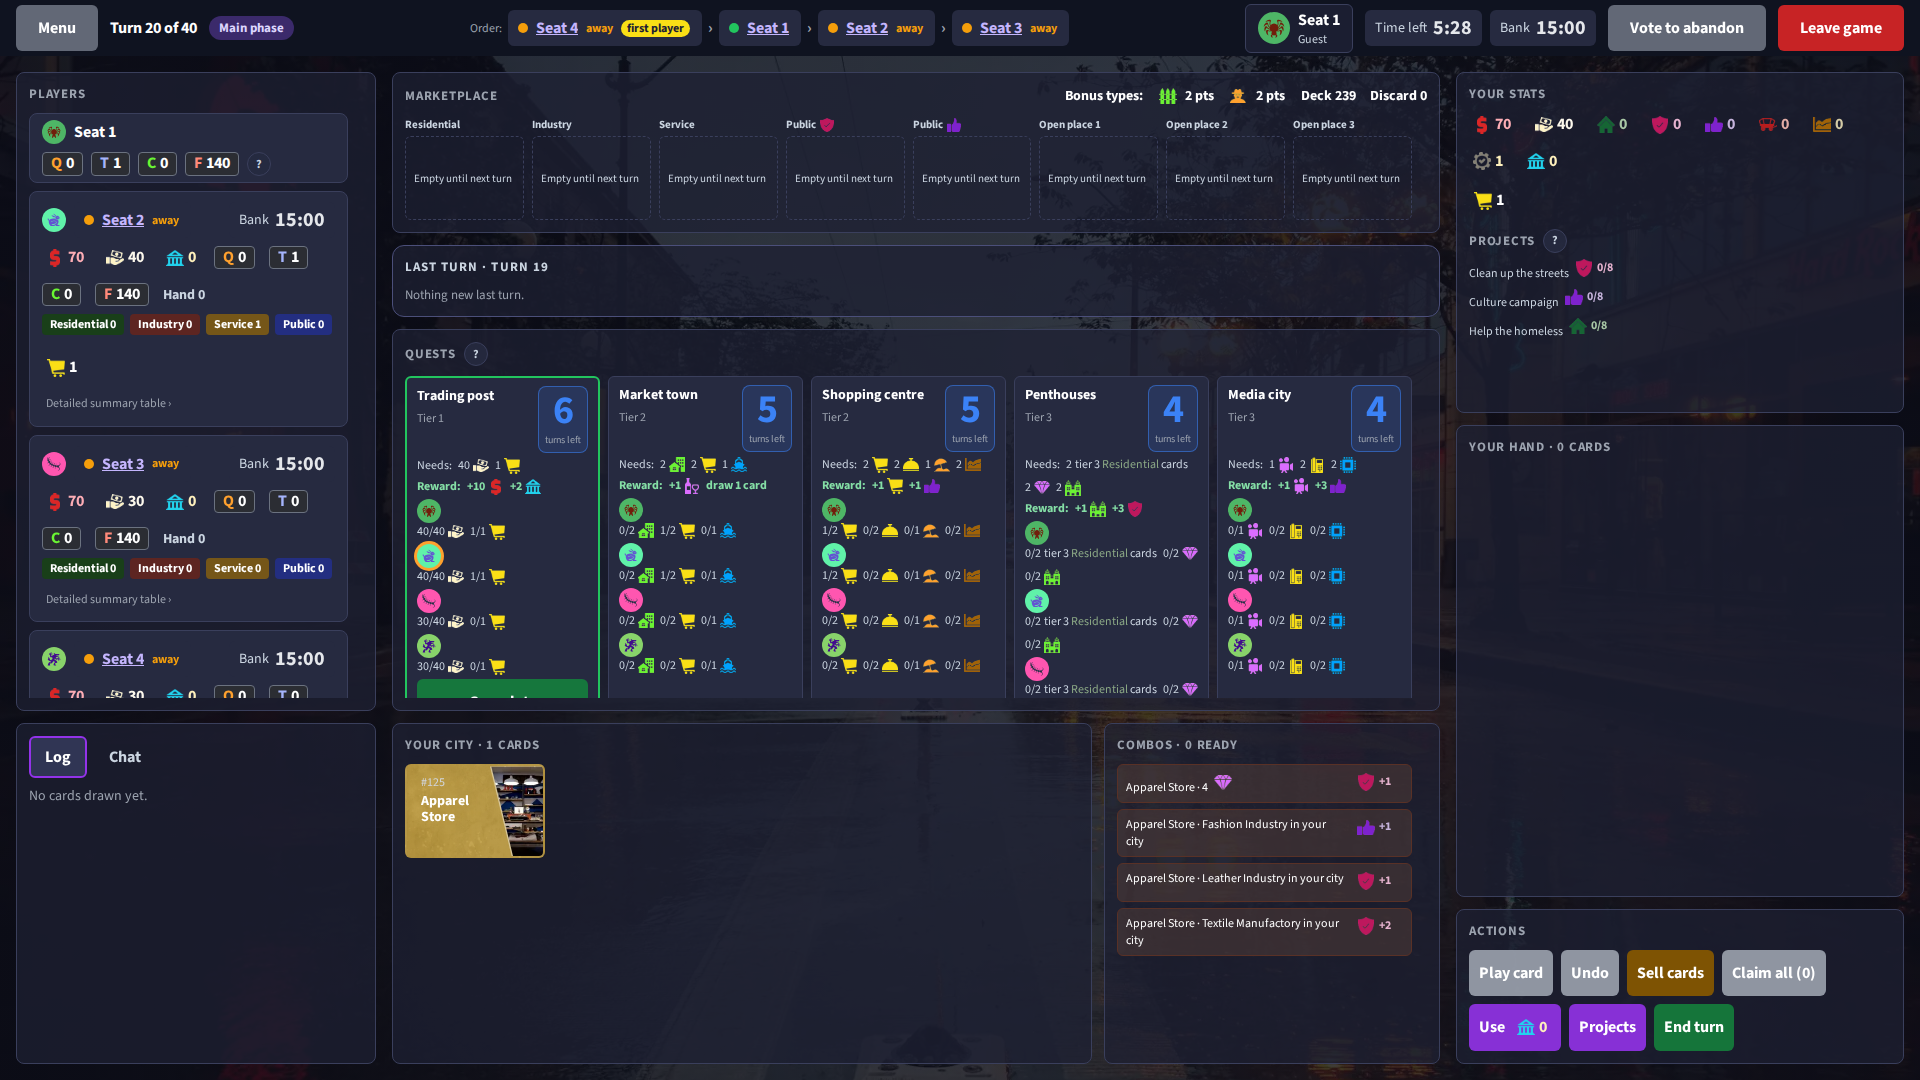 Menu
Turn 20 of 40
Main phase
Order:
Seat 4 away first player
› Seat 1
› Seat 2 away
› Seat 3 away
Seat 1
Guest
Time left 5:28
Bank 15:00
Vote to abandon
Leave game
PLAYERS
Seat 1
Q 0 T 1 C 0 F 140 ?
Seat 2 away Bank 15:00
70 40 0 Q 0 T 1
C 0 F 140 Hand 0
Residential 0 Industry 0 Service 1 Public 0
1
Detailed summary table ›
Seat 3 away Bank 15:00
70 30 0 Q 0 T 0
C 0 F 140 Hand 0
Residential 0 Industry 0 Service 0 Public 0
Detailed summary table ›
Seat 4 away Bank 15:00
70 30 0 Q 0 T 0
MARKETPLACE
Bonus types: 2 pts 2 pts Deck 239 Discard 0
Residential Industry Service Public Public Open place 1 Open place 2 Open place 3
Empty until next turn Empty until next turn Empty until next turn Empty until next turn Empty until next turn Empty until next turn Empty until next turn Empty until next turn
LAST TURN · TURN 19
Nothing new last turn.
QUESTS ?
Trading post
Tier 1
6
turns left
Needs: 40 1
Reward: +10 +2
40/40 1/1
40/40 1/1
30/40 0/1
30/40 0/1
Market town
Tier 2
5
turns left
Needs: 2 2 1
Reward: +1 draw 1 card
0/2 1/2 0/1
0/2 1/2 0/1
0/2 0/2 0/1
0/2 0/2 0/1
Shopping centre
Tier 2
5
turns left
Needs: 2 2 1 2
Reward: +1 +1
1/2 0/2 0/1 0/2
1/2 0/2 0/1 0/2
0/2 0/2 0/1 0/2
0/2 0/2 0/1 0/2
Penthouses
Tier 3
4
turns left
Needs: 2 tier 3 Residential cards
2 2
Reward: +1 +3
0/2 tier 3 Residential cards 0/2
0/2
0/2 tier 3 Residential cards 0/2
0/2
0/2 tier 3 Residential cards 0/2
Media city
Tier 3
4
turns left
Needs: 1 2 2
Reward: +1 +3
0/1 0/2 0/2
0/1 0/2 0/2
0/1 0/2 0/2
0/1 0/2 0/2
YOUR STATS
70 40 0 0 0 0 0
1 0
1
PROJECTS ?
Clean up the streets 0/8
Culture campaign 0/8
Help the homeless 0/8
YOUR HAND · 0 CARDS
Log Chat
No cards drawn yet.
YOUR CITY · 1 CARDS
#125
Apparel
Store
COMBOS · 0 READY
Apparel Store · 4 +1
Apparel Store · Fashion Industry in your +1
city
Apparel Store · Leather Industry in your city +1
Apparel Store · Textile Manufactory in your +2
city
ACTIONS
Play card Undo Sell cards Claim all (0)
Use 0 Projects End turn